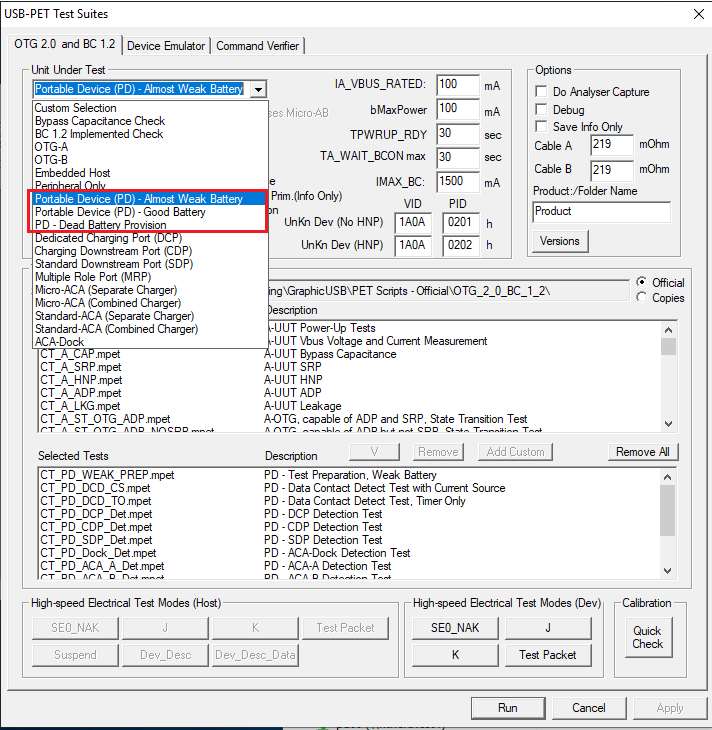 USB-PET Test Suites
OTG 2.0 and BC 1.2
Device Emulator
Command Verifier
Unit Under Test
Portable Device (PD) - Almost Weak Battery
Custom Selection
Bypass Capacitance Check
BC 1.2 Implemented Check
OTG-A
OTG-B
Embedded Host
Peripheral Only
Portable Device (PD) - Almost Weak Battery
Portable Device (PD) - Good Battery
PD - Dead Battery Provision
Dedicated Charging Port (DCP)
Charging Downstream Port (CDP)
Standard Downstream Port (SDP)
Multiple Role Port (MRP)
Micro-ACA (Separate Charger)
Micro-ACA (Combined Charger)
Standard-ACA (Separate Charger)
Standard-ACA (Combined Charger)
ACA-Dock
ses Micro-AB
e
Prim.(Info Only)
on
IA_VBUS_RATED: 100 mA
bMaxPower 100 mA
TPWRUP_RDY 30 sec
TA_WAIT_BCON max 30 sec
IMAX_BC: 1500 mA
VID PID
UnKn Dev (No HNP) 1A0A 0201 h
UnKn Dev (HNP) 1A0A 0202 h
Options
Do Analyser Capture
Debug
Save Info Only
Cable A 219 mOhm
Cable B 219 mOhm
Product:/Folder Name
Product
Versions
ing\GraphicUSB\PET Scripts - Official\OTG_2_0_BC_1_2\
Official
Copies
Description
A-UUT Power-Up Tests
A-UUT Vbus Voltage and Current Measurement
CT_A_CAP.mpet A-UUT Bypass Capacitance
CT_A_SRP.mpet A-UUT SRP
CT_A_HNP.mpet A-UUT HNP
CT_A_ADP.mpet A-UUT ADP
CT_A_LKG.mpet A-UUT Leakage
CT_A_ST_OTG_ADP.mpet A-OTG, capable of ADP and SRP, State Transition Test
CT_A_ST_OTG_ADP_NOSRP.mpet A-OTG, capable of ADP but not SRP, State Transition Test
Selected Tests Description V Remove Add Custom Remove All
CT_PD_WEAK_PREP.mpet PD - Test Preparation, Weak Battery
CT_PD_DCD_CS.mpet PD - Data Contact Detect Test with Current Source
CT_PD_DCD_TO.mpet PD - Data Contact Detect Test, Timer Only
CT_PD_DCP_Det.mpet PD - DCP Detection Test
CT_PD_CDP_Det.mpet PD - CDP Detection Test
CT_PD_SDP_Det.mpet PD - SDP Detection Test
CT_PD_Dock_Det.mpet PD - ACA-Dock Detection Test
CT_PD_ACA_A_Det.mpet PD - ACA-A Detection Test
CT_PD_ACA_B_Det.mpet PD - ACA-B Detection Test
High-speed Electrical Test Modes (Host)
SE0_NAK J K Test Packet
Suspend Dev_Desc Dev_Desc_Data
High-speed Electrical Test Modes (Dev)
SE0_NAK J
K Test Packet
Calibration
Quick
Check
Run Cancel Apply